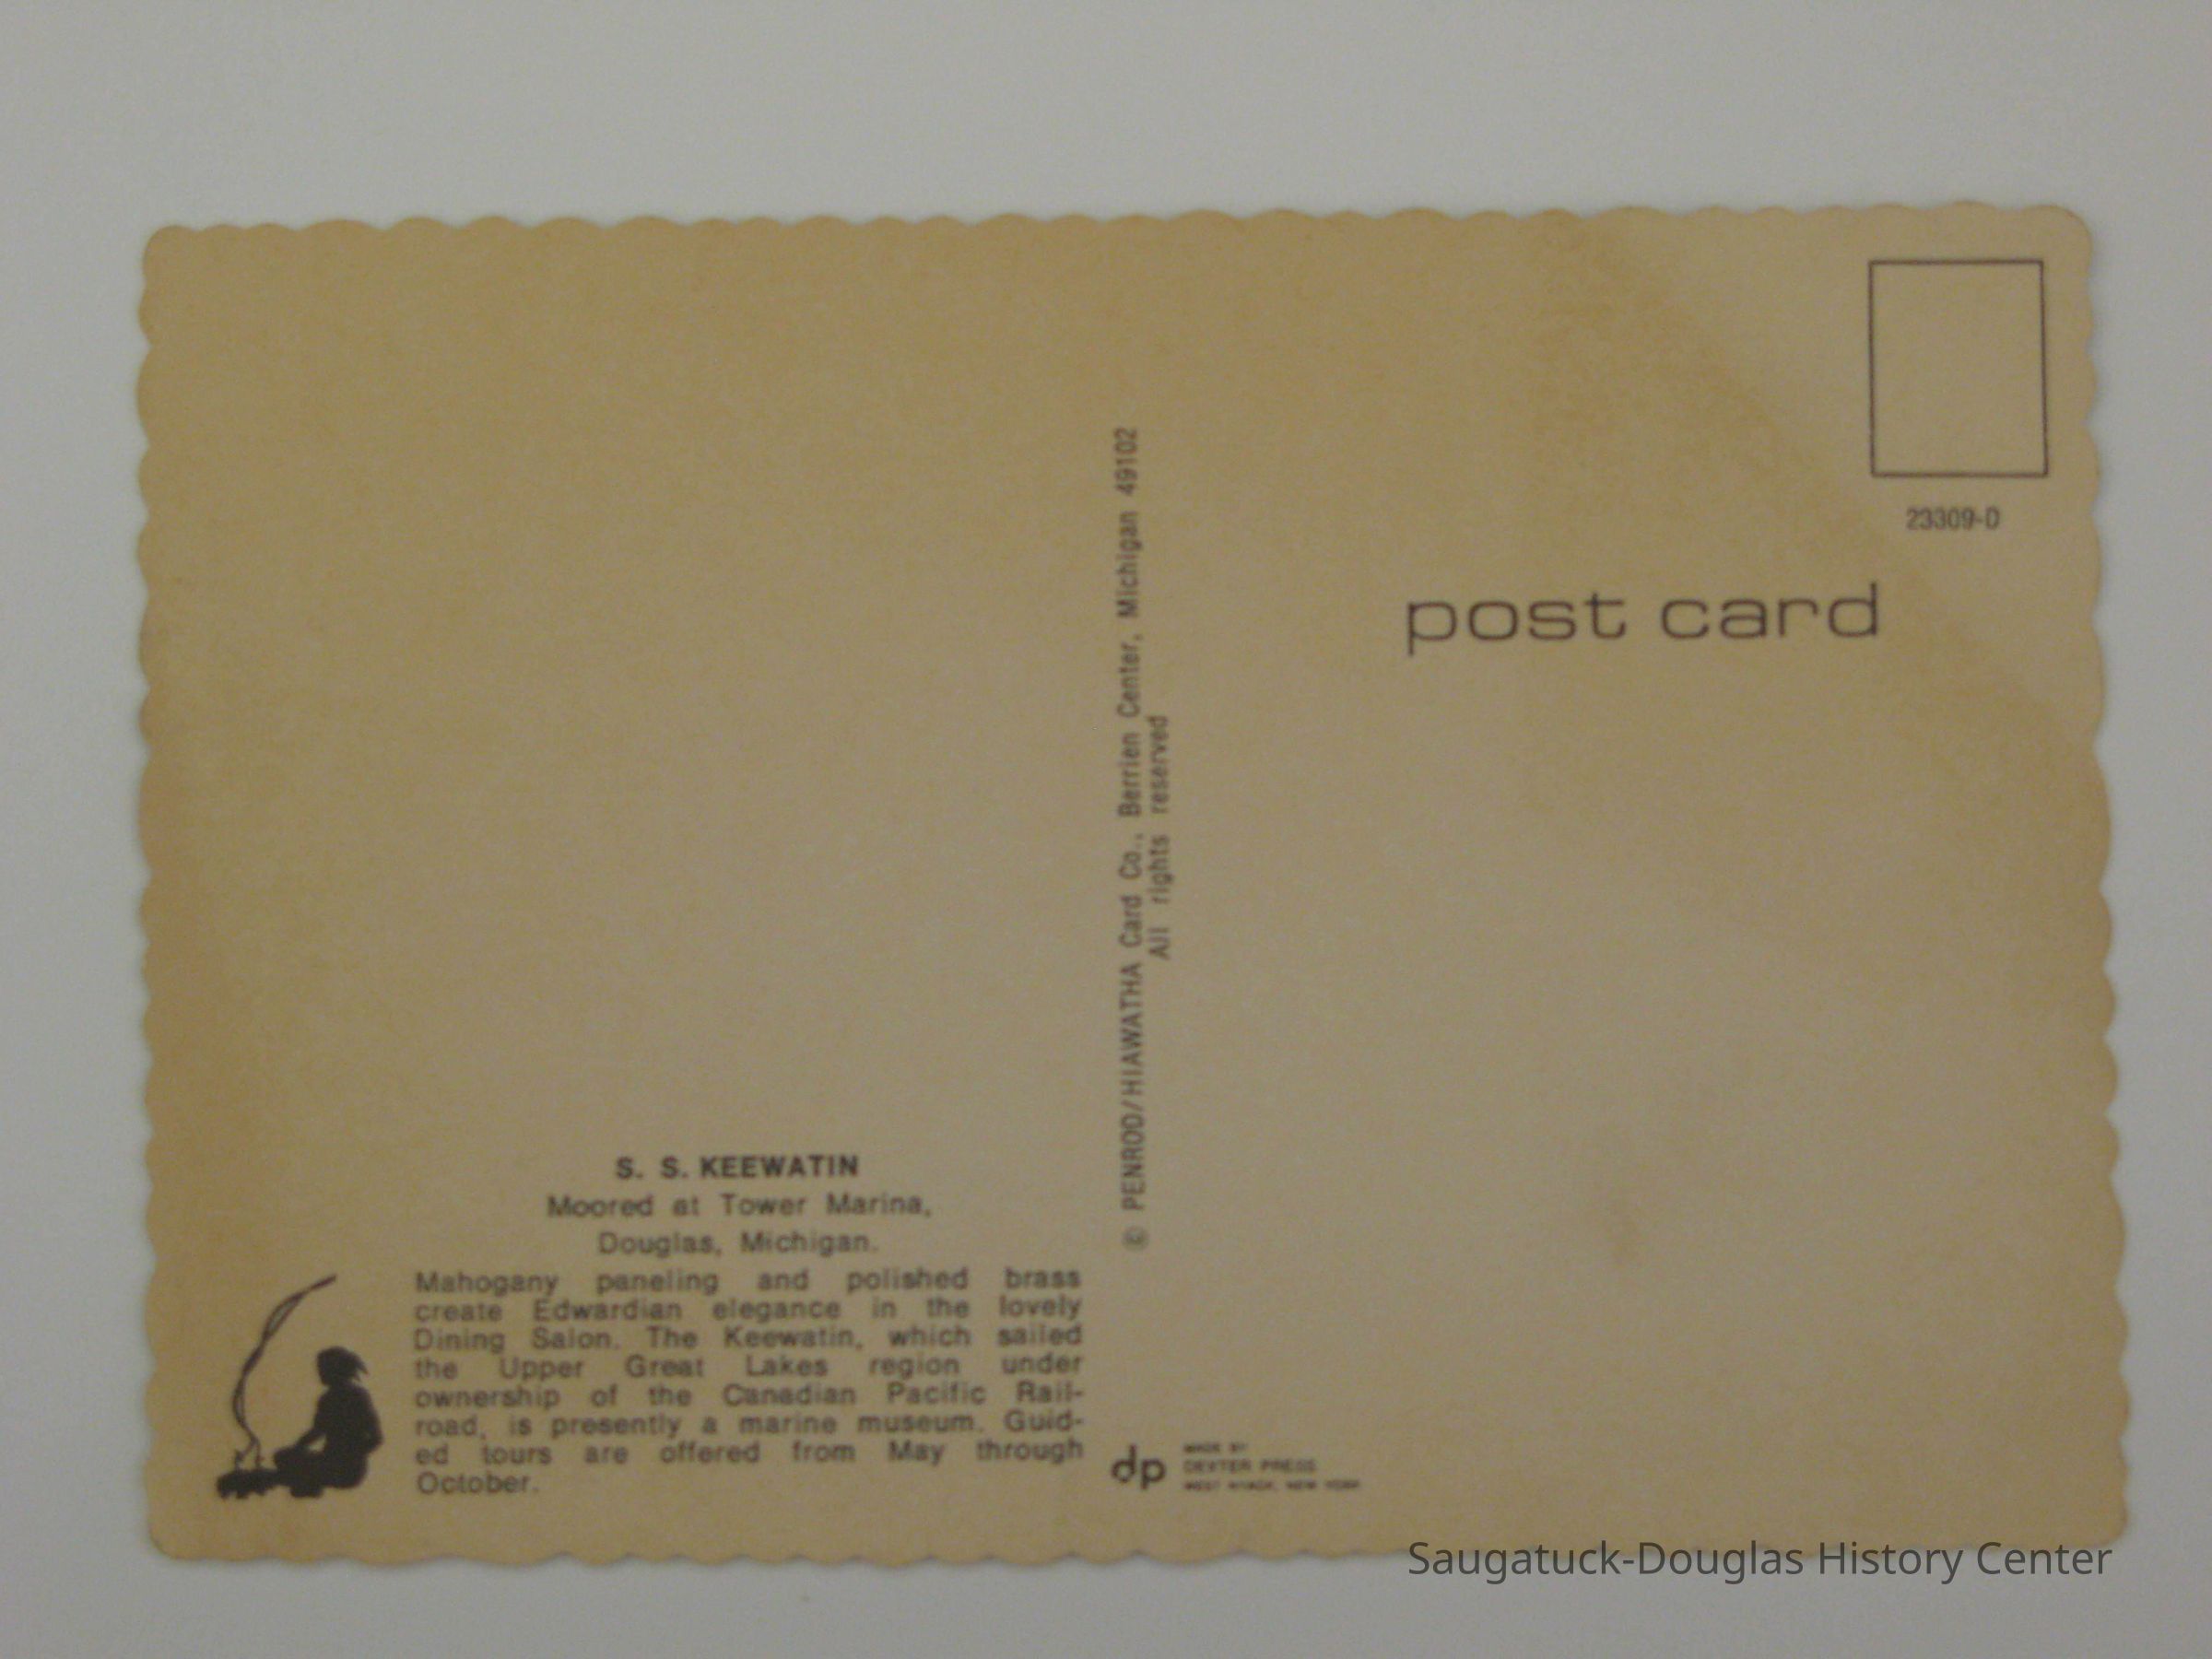 S. S. KEEWATIN
Moored at Tower Marina,
Douglas, Michigan.
Mahogany paneling and polished brass
create Edwardian elegance in the lovely
Dining Salon. The Keewatin, which sailed
the Upper Great Lakes region under
ownership of the Canadian Pacific Rail-
road, is presently a marine museum. Guid-
ed tours are offered from May through
October.
© PENROD/HIAWATHA Card Co., Berrien Center, Michigan 49102
All rights reserved
23309-D
post card
dp
MADE BY
DEXTER PRESS
WEST NYACK, NEW YORK
Saugatuck-Douglas History Center